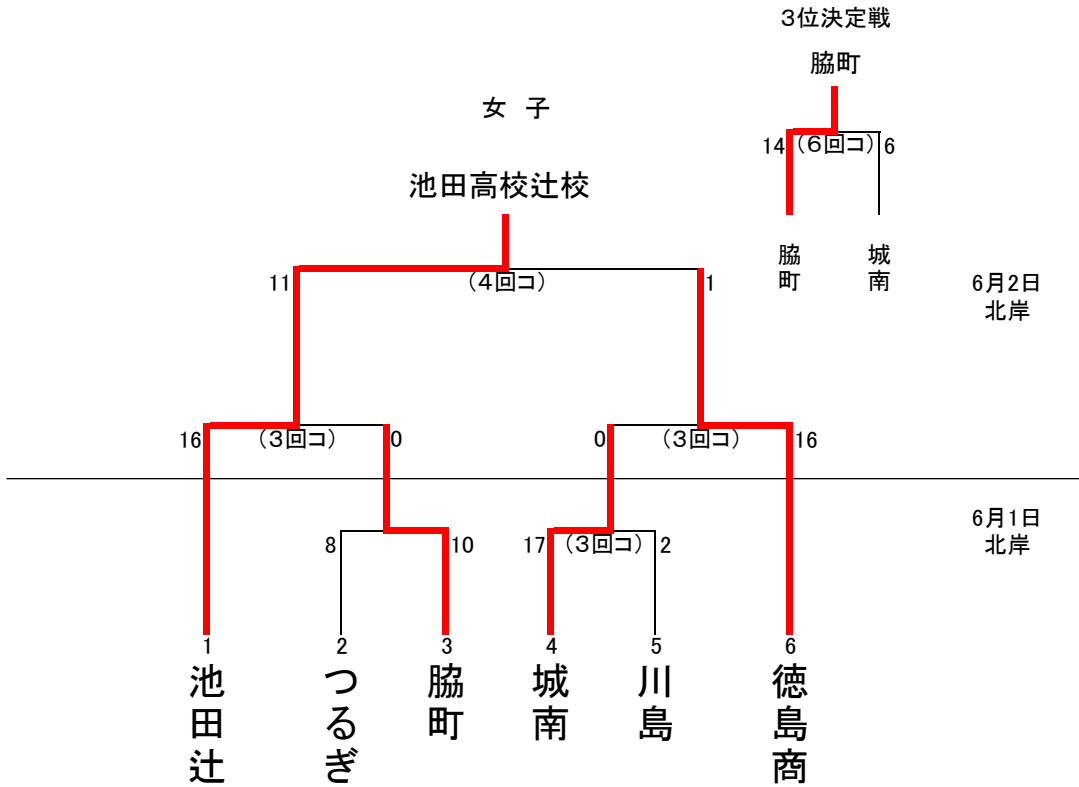 3位決定戦
脇町
女 子
14 (6回コ) 6
池田高校辻校
脇町 城南
11 (4回コ) 1
6月2日
北岸
16 (3回コ) 0 0 (3回コ) 16
6月1日
北岸
8 10 17 (3回コ) 2
1 2 3 4 5 6
池田辻 つるぎ 脇町 城南 川島 徳島商